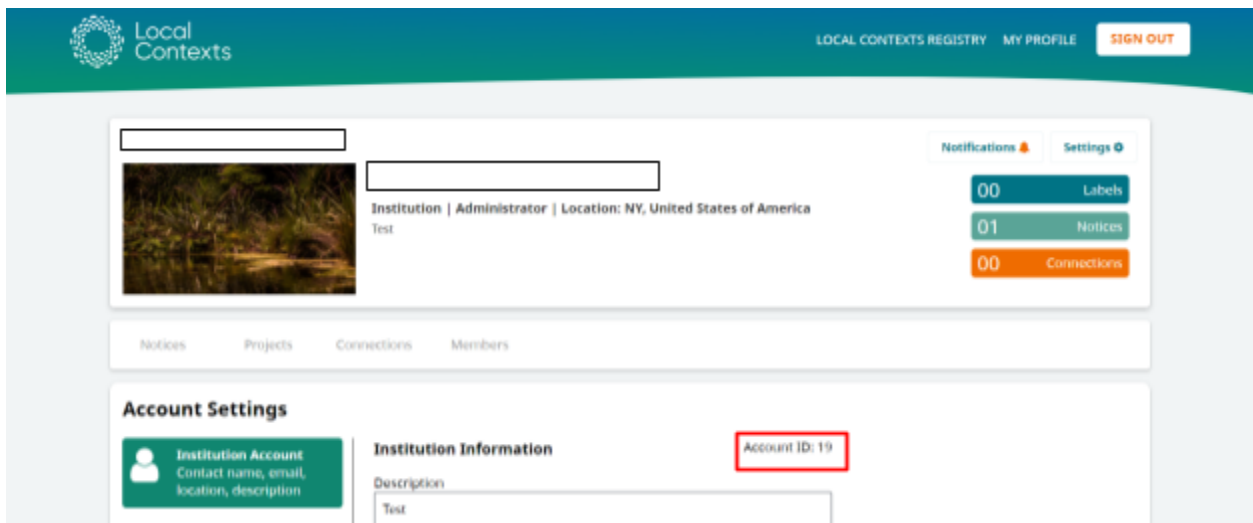 Local
Contexts
LOCAL CONTEXTS REGISTRY MY PROFILE SIGN OUT
Notifications Settings
Institution | Administrator | Location: NY, United States of America
Test
00 Labels
01 Notices
00 Connections
Notices Projects Connections Members
Account Settings
Institution Account
Contact name, email,
location, description
Institution Information
Account ID: 19
Description
Test